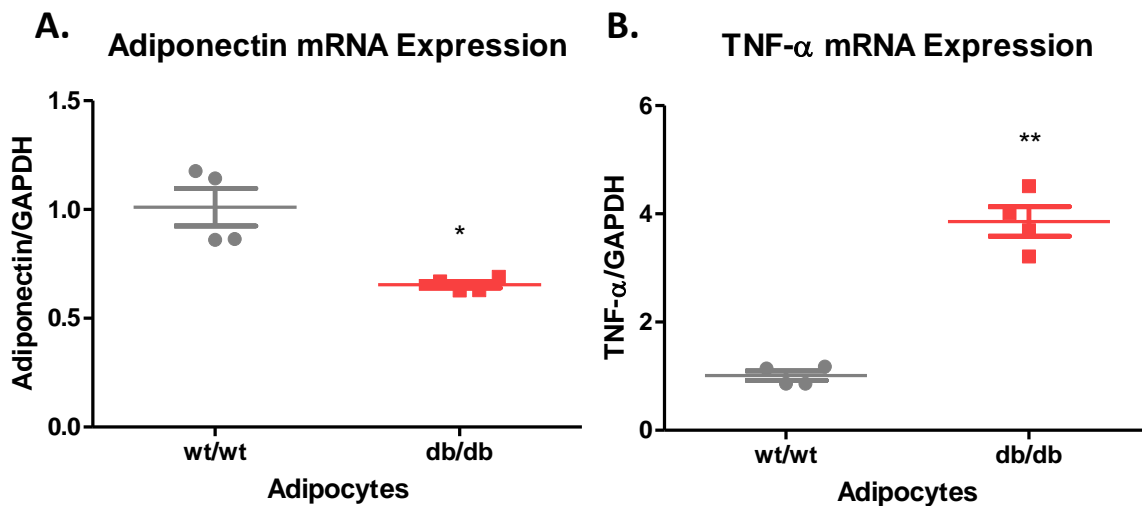 A.
Adiponectin mRNA Expression
Adiponectin/GAPDH
1.5
1.0
0.5
0.0
*
wt/wt
db/db
Adipocytes
B.
TNF-α mRNA Expression
TNF-α/GAPDH
6
4
2
0
**
wt/wt
db/db
Adipocytes